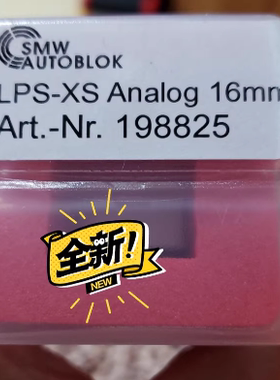 SMW
AUTOBLOK
LPS-XS Analog 16mm
Art.-Nr. 198825
全新!
NEW